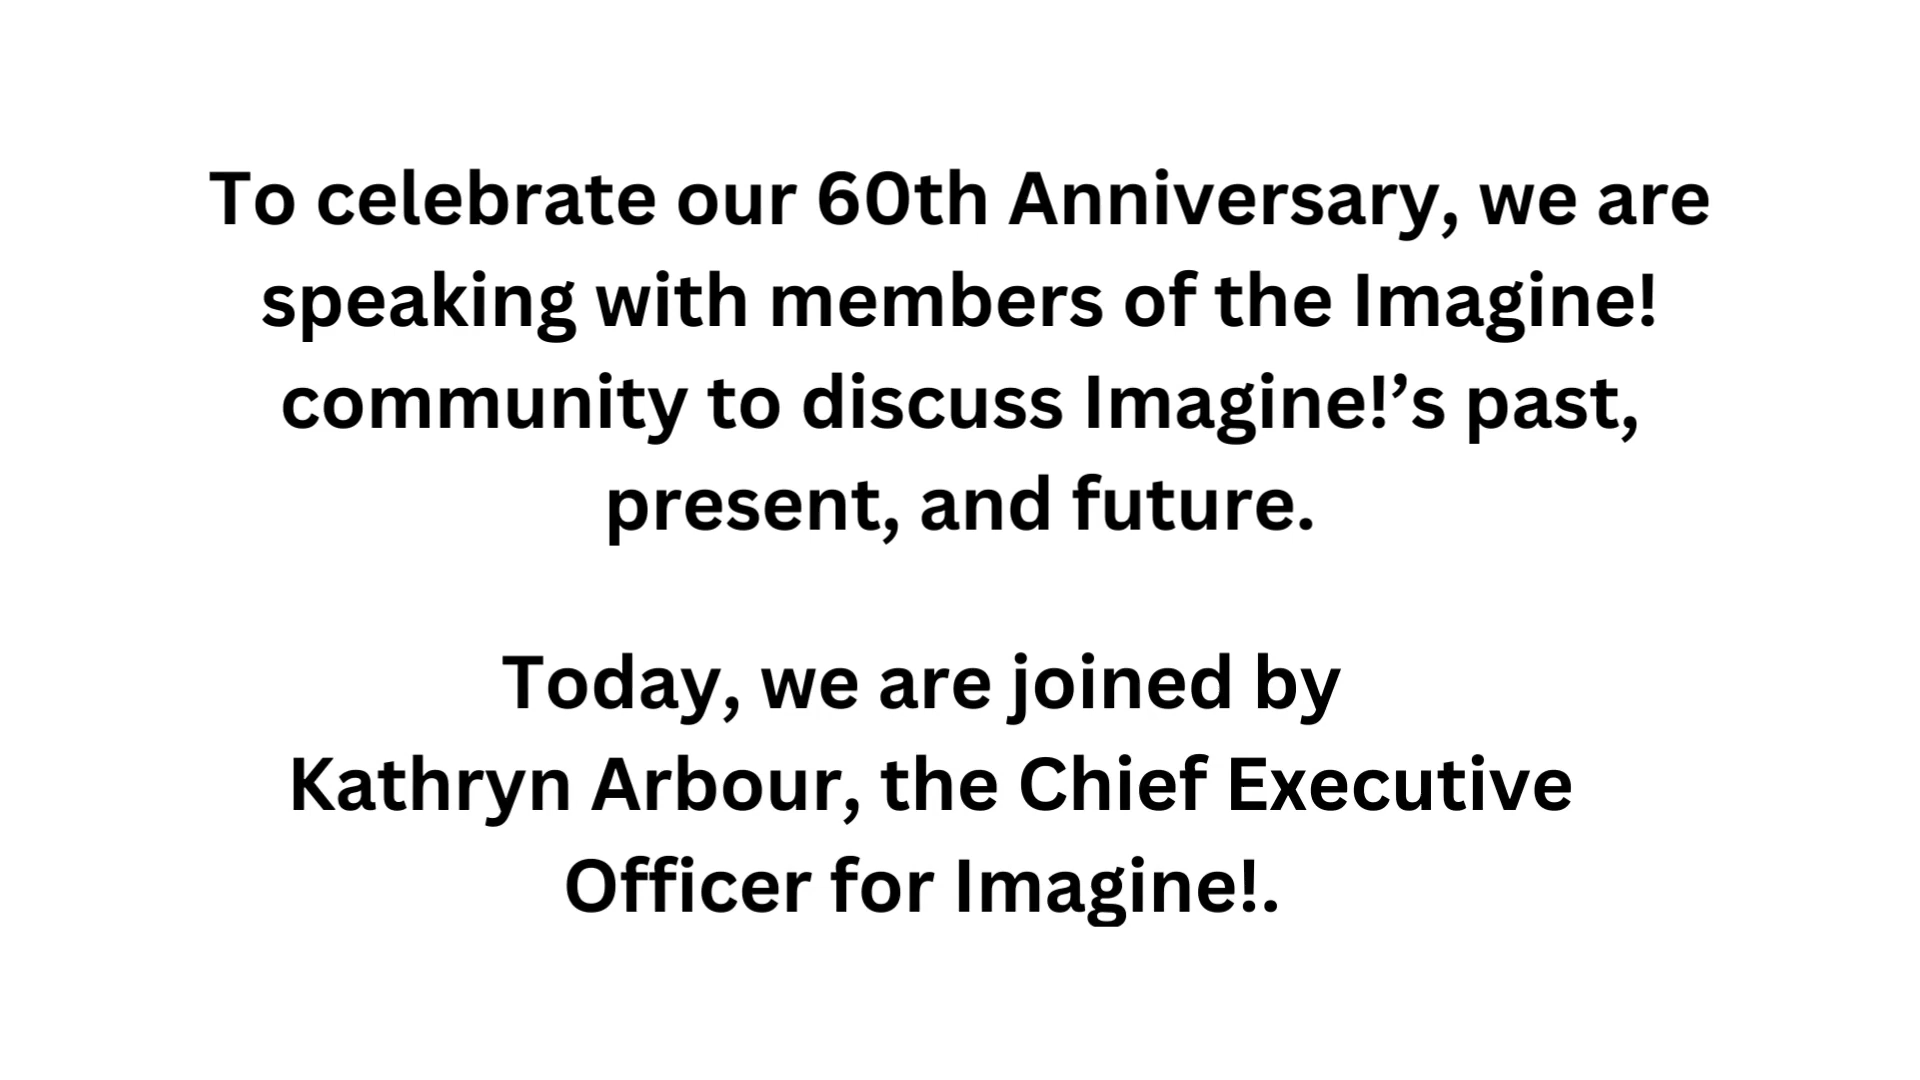 To celebrate our 60th Anniversary, we are
speaking with members of the Imagine!
community to discuss Imagine!’s past,
present, and future.
Today, we are joined by
Kathryn Arbour, the Chief Executive
Officer for Imagine!.